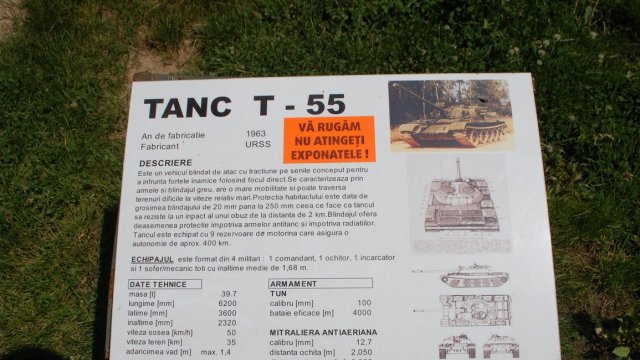 TANC T - 55
An de fabricatie 1963
Fabricant URSS
VĂ RUGĂM
NU ATINGEȚI
EXPONATELE !
DESCRIERE
Este un vehicul blindat de atac cu tractiune pe senile conceput pentru
a infrunta fortele inamice folosind focul direct.Se caracterizeaza prin
armele si blindajul greu, are o mare mobilitate si poate traversa
terenuri dificile la viteze relativ mari.Protectia habitaclului este data de
grosimea blindajului de 20 mm pana la 250 mm ceea ce face ca tancul
sa reziste la un inpact al unui obuz de la distanta de 2 km.Blindajul ofera
deasemenea protectie impotriva armelor antitanc si impotriva radiatiilor.
Tancul este echipat cu 9 rezervoare de motorina care asigura o
autonomie de aprox. 400 km.
ECHIPAJUL este format din 4 militari : 1 comandant, 1 ochitor, 1 incarcator
si 1 sofer/mecanic toti cu inaltime medie de 1,68 m.
DATE TEHNICE
masa [t] 39.7
lungime [mm] 6200
latime [mm] 3600
inaltime [mm] 2320
viteza sosea [km/h] 50
viteza teren [km] 35
adancimea vad [m] max. 1,4
ARMAMENT
TUN
calibru [mm] 100
bataie eficace [m] 4000
MITRALIERA ANTIAERIANA
calibru [mm] 12.7
distanta ochita [m] 2,050